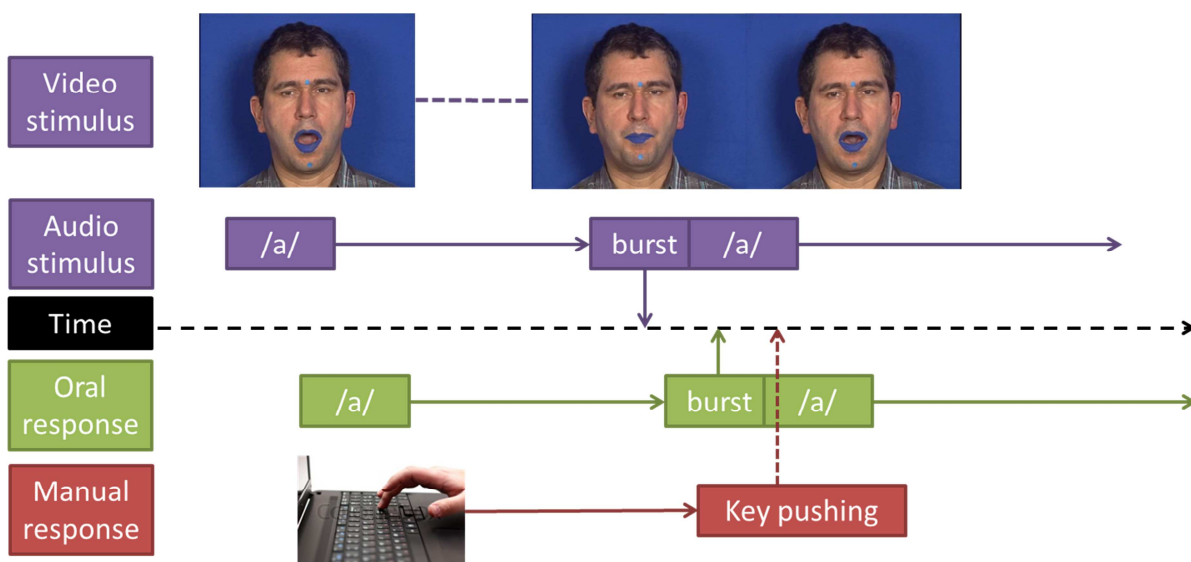 Video
stimulus
Audio
stimulus
/a/
burst
/a/
Time
Oral
response
/a/
burst
/a/
Manual
response
Key pushing